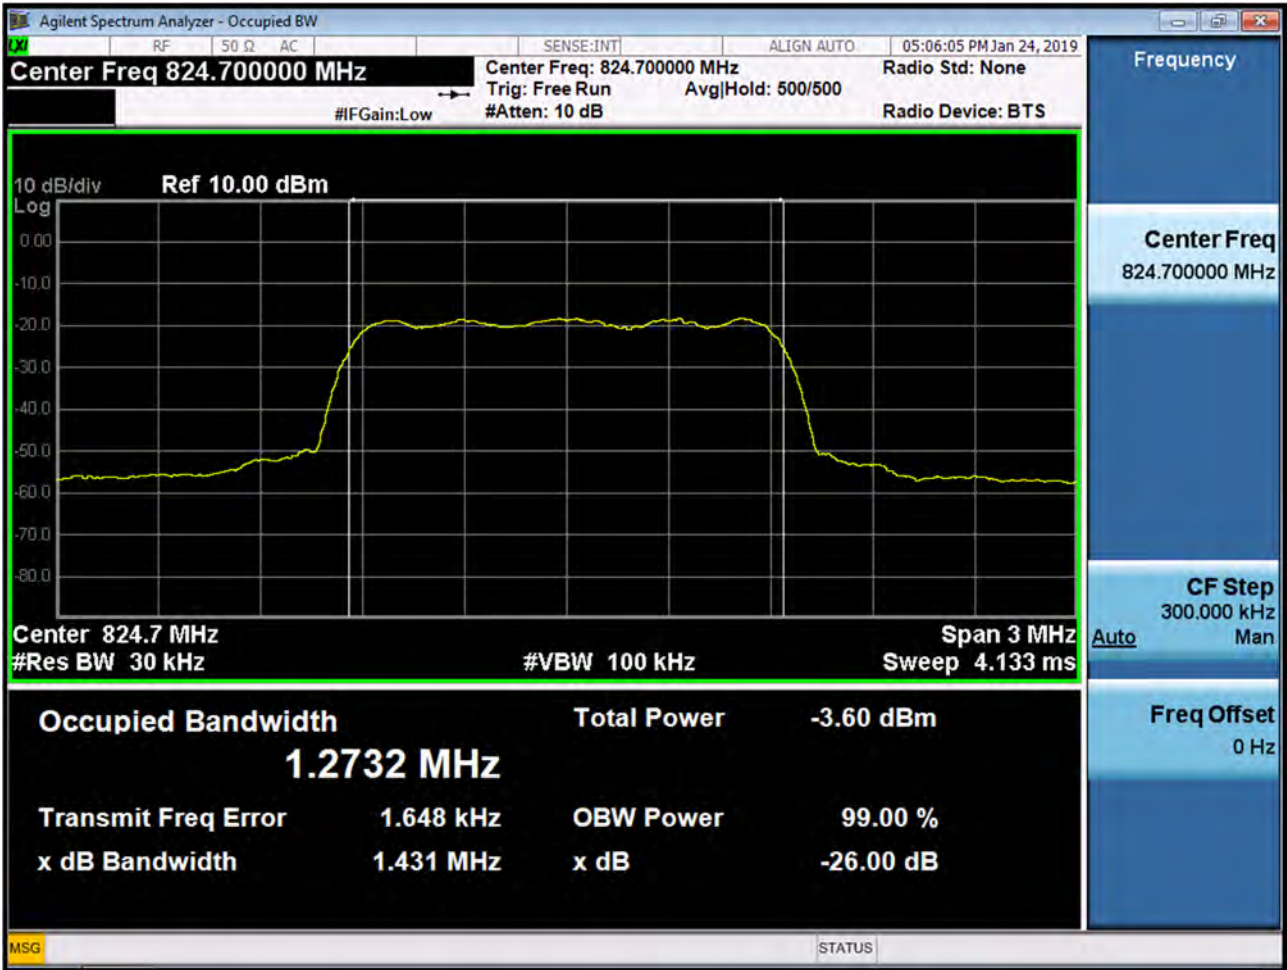 Agilent Spectrum Analyzer - Occupied BW
LXI RF 50 Ω AC SENSE:INT ALIGN AUTO 05:06:05 PM Jan 24, 2019
Center Freq 824.700000 MHz
Center Freq: 824.700000 MHz Radio Std: None
Trig: Free Run Avg|Hold: 500/500
#IFGain:Low #Atten: 10 dB Radio Device: BTS
10 dB/div Ref 10.00 dBm
Log
0.00
-10.0
-20.0
-30.0
-40.0
-50.0
-60.0
-70.0
-80.0
Center 824.7 MHz Span 3 MHz
#Res BW 30 kHz #VBW 100 kHz Sweep 4.133 ms
Occupied Bandwidth Total Power -3.60 dBm
1.2732 MHz
Transmit Freq Error 1.648 kHz OBW Power 99.00 %
x dB Bandwidth 1.431 MHz x dB -26.00 dB
MSG STATUS
Frequency
Center Freq
824.700000 MHz
CF Step
300.000 kHz
Auto Man
Freq Offset
0 Hz